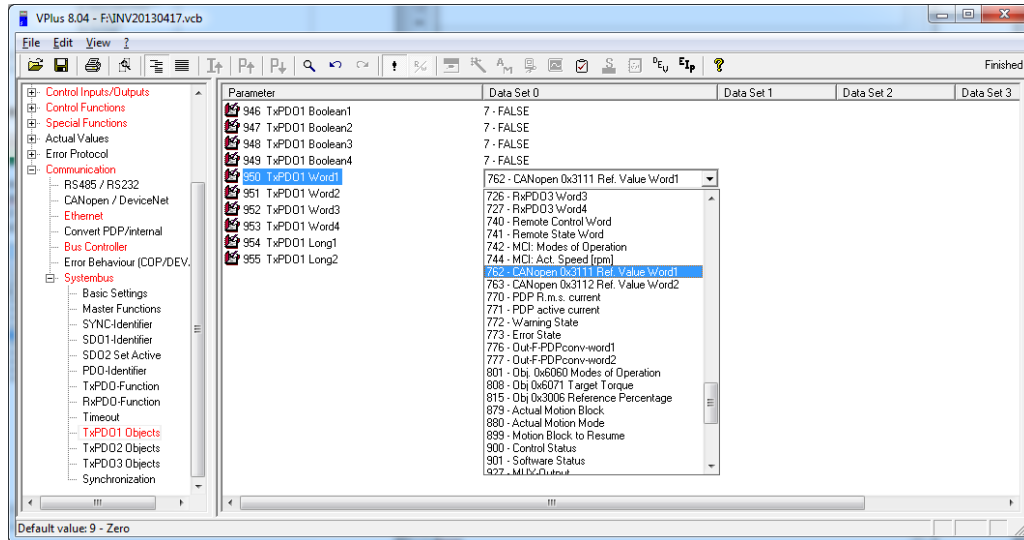 VPlus 8.04 - F:\INV20130417.vcb
File Edit View ?
Finished
Control Inputs/Outputs
Control Functions
Special Functions
Actual Values
Error Protocol
Communication
RS485 / RS232
CANopen / DeviceNet
Ethernet
Convert PDP/internal
Bus Controller
Error Behaviour (COP/DEV.
Systembus
Basic Settings
Master Functions
SYNC-Identifier
SDO1-Identifier
SDO2 Set Active
PDO-Identifier
TxPDO-Function
RxPDO-Function
Timeout
TxPDO1 Objects
TxPDO2 Objects
TxPDO3 Objects
Synchronization
Parameter Data Set 0 Data Set 1 Data Set 2 Data Set 3
946 TxPDO1 Boolean1 7 - FALSE
947 TxPDO1 Boolean2 7 - FALSE
948 TxPDO1 Boolean3 7 - FALSE
949 TxPDO1 Boolean4 7 - FALSE
950 TxPDO1 Word1 762 - CANopen 0x3111 Ref. Value Word1
951 TxPDO1 Word2
952 TxPDO1 Word3
953 TxPDO1 Word4
954 TxPDO1 Long1
955 TxPDO1 Long2
726 - RxPDO3 Word3
727 - RxPDO3 Word4
740 - Remote Control Word
741 - Remote State Word
742 - MCI: Modes of Operation
744 - MCI: Act. Speed [rpm]
762 - CANopen 0x3111 Ref. Value Word1
763 - CANopen 0x3112 Ref. Value Word2
770 - PDP R.m.s. current
771 - PDP active current
772 - Warning State
773 - Error State
776 - Out-F-PDPconv-word1
777 - Out-F-PDPconv-word2
801 - Obj. 0x6060 Modes of Operation
808 - Obj 0x6071 Target Torque
815 - Obj 0x3006 Reference Percentage
879 - Actual Motion Block
880 - Actual Motion Mode
899 - Motion Block to Resume
900 - Control Status
901 - Software Status
927 - MUX-Output
Default value: 9 - Zero